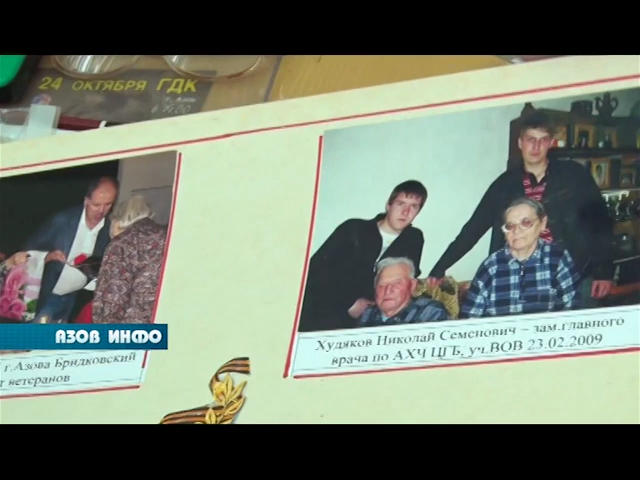 24 ОКТЯБРЯ ГДК
АЗОВ ИНФО
г.Азова Бридковский
т ветеранов
Худяков Николай Семенович – зам.главного
врача по АХЧ ЦГБ, уч.ВОВ 23.02.2009